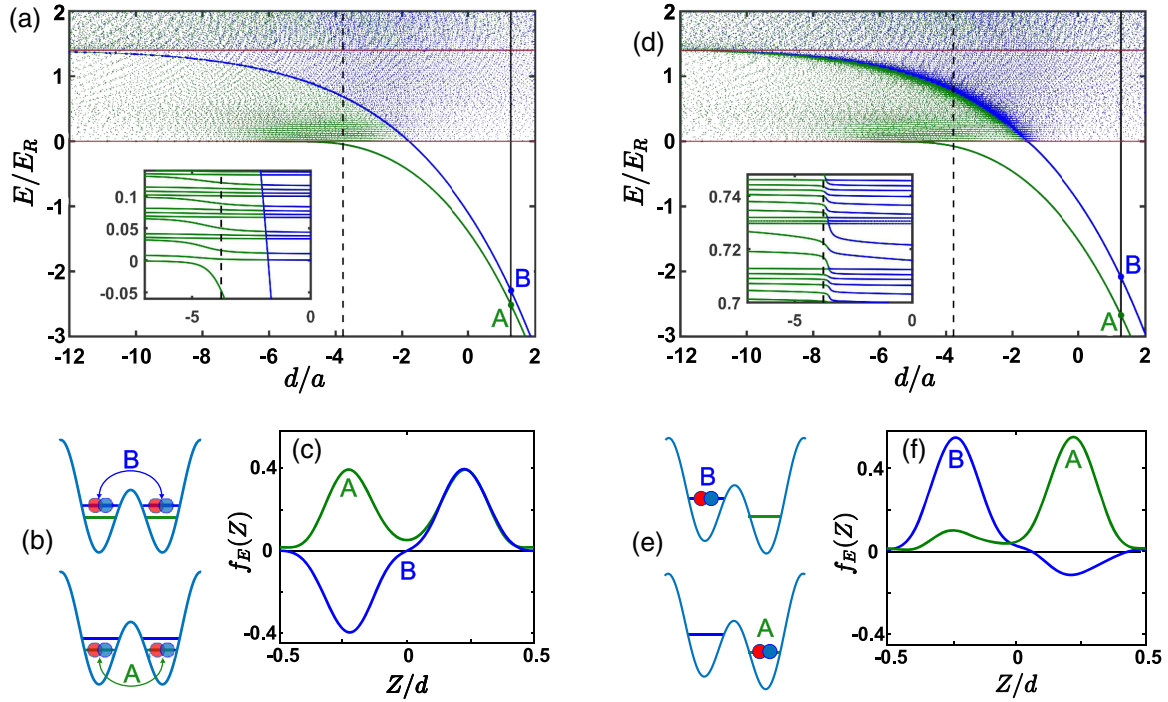 (a)
E/E_R
2
1
0
-1
-2
-3
-12
-10
-8
-6
-4
-2
0
2
d/a
B
A
0.1
0.05
0
-0.05
-5
0
(d)
E/E_R
2
1
0
-1
-2
-3
-12
-10
-8
-6
-4
-2
0
2
d/a
B
A
0.74
0.72
0.7
-5
0
(b)
B
A
(c)
f_E(Z)
0.4
0
-0.4
-0.5
0
0.5
Z/d
A
B
(e)
B
A
(f)
f_E(Z)
0.4
0
-0.4
-0.5
0
0.5
Z/d
B
A